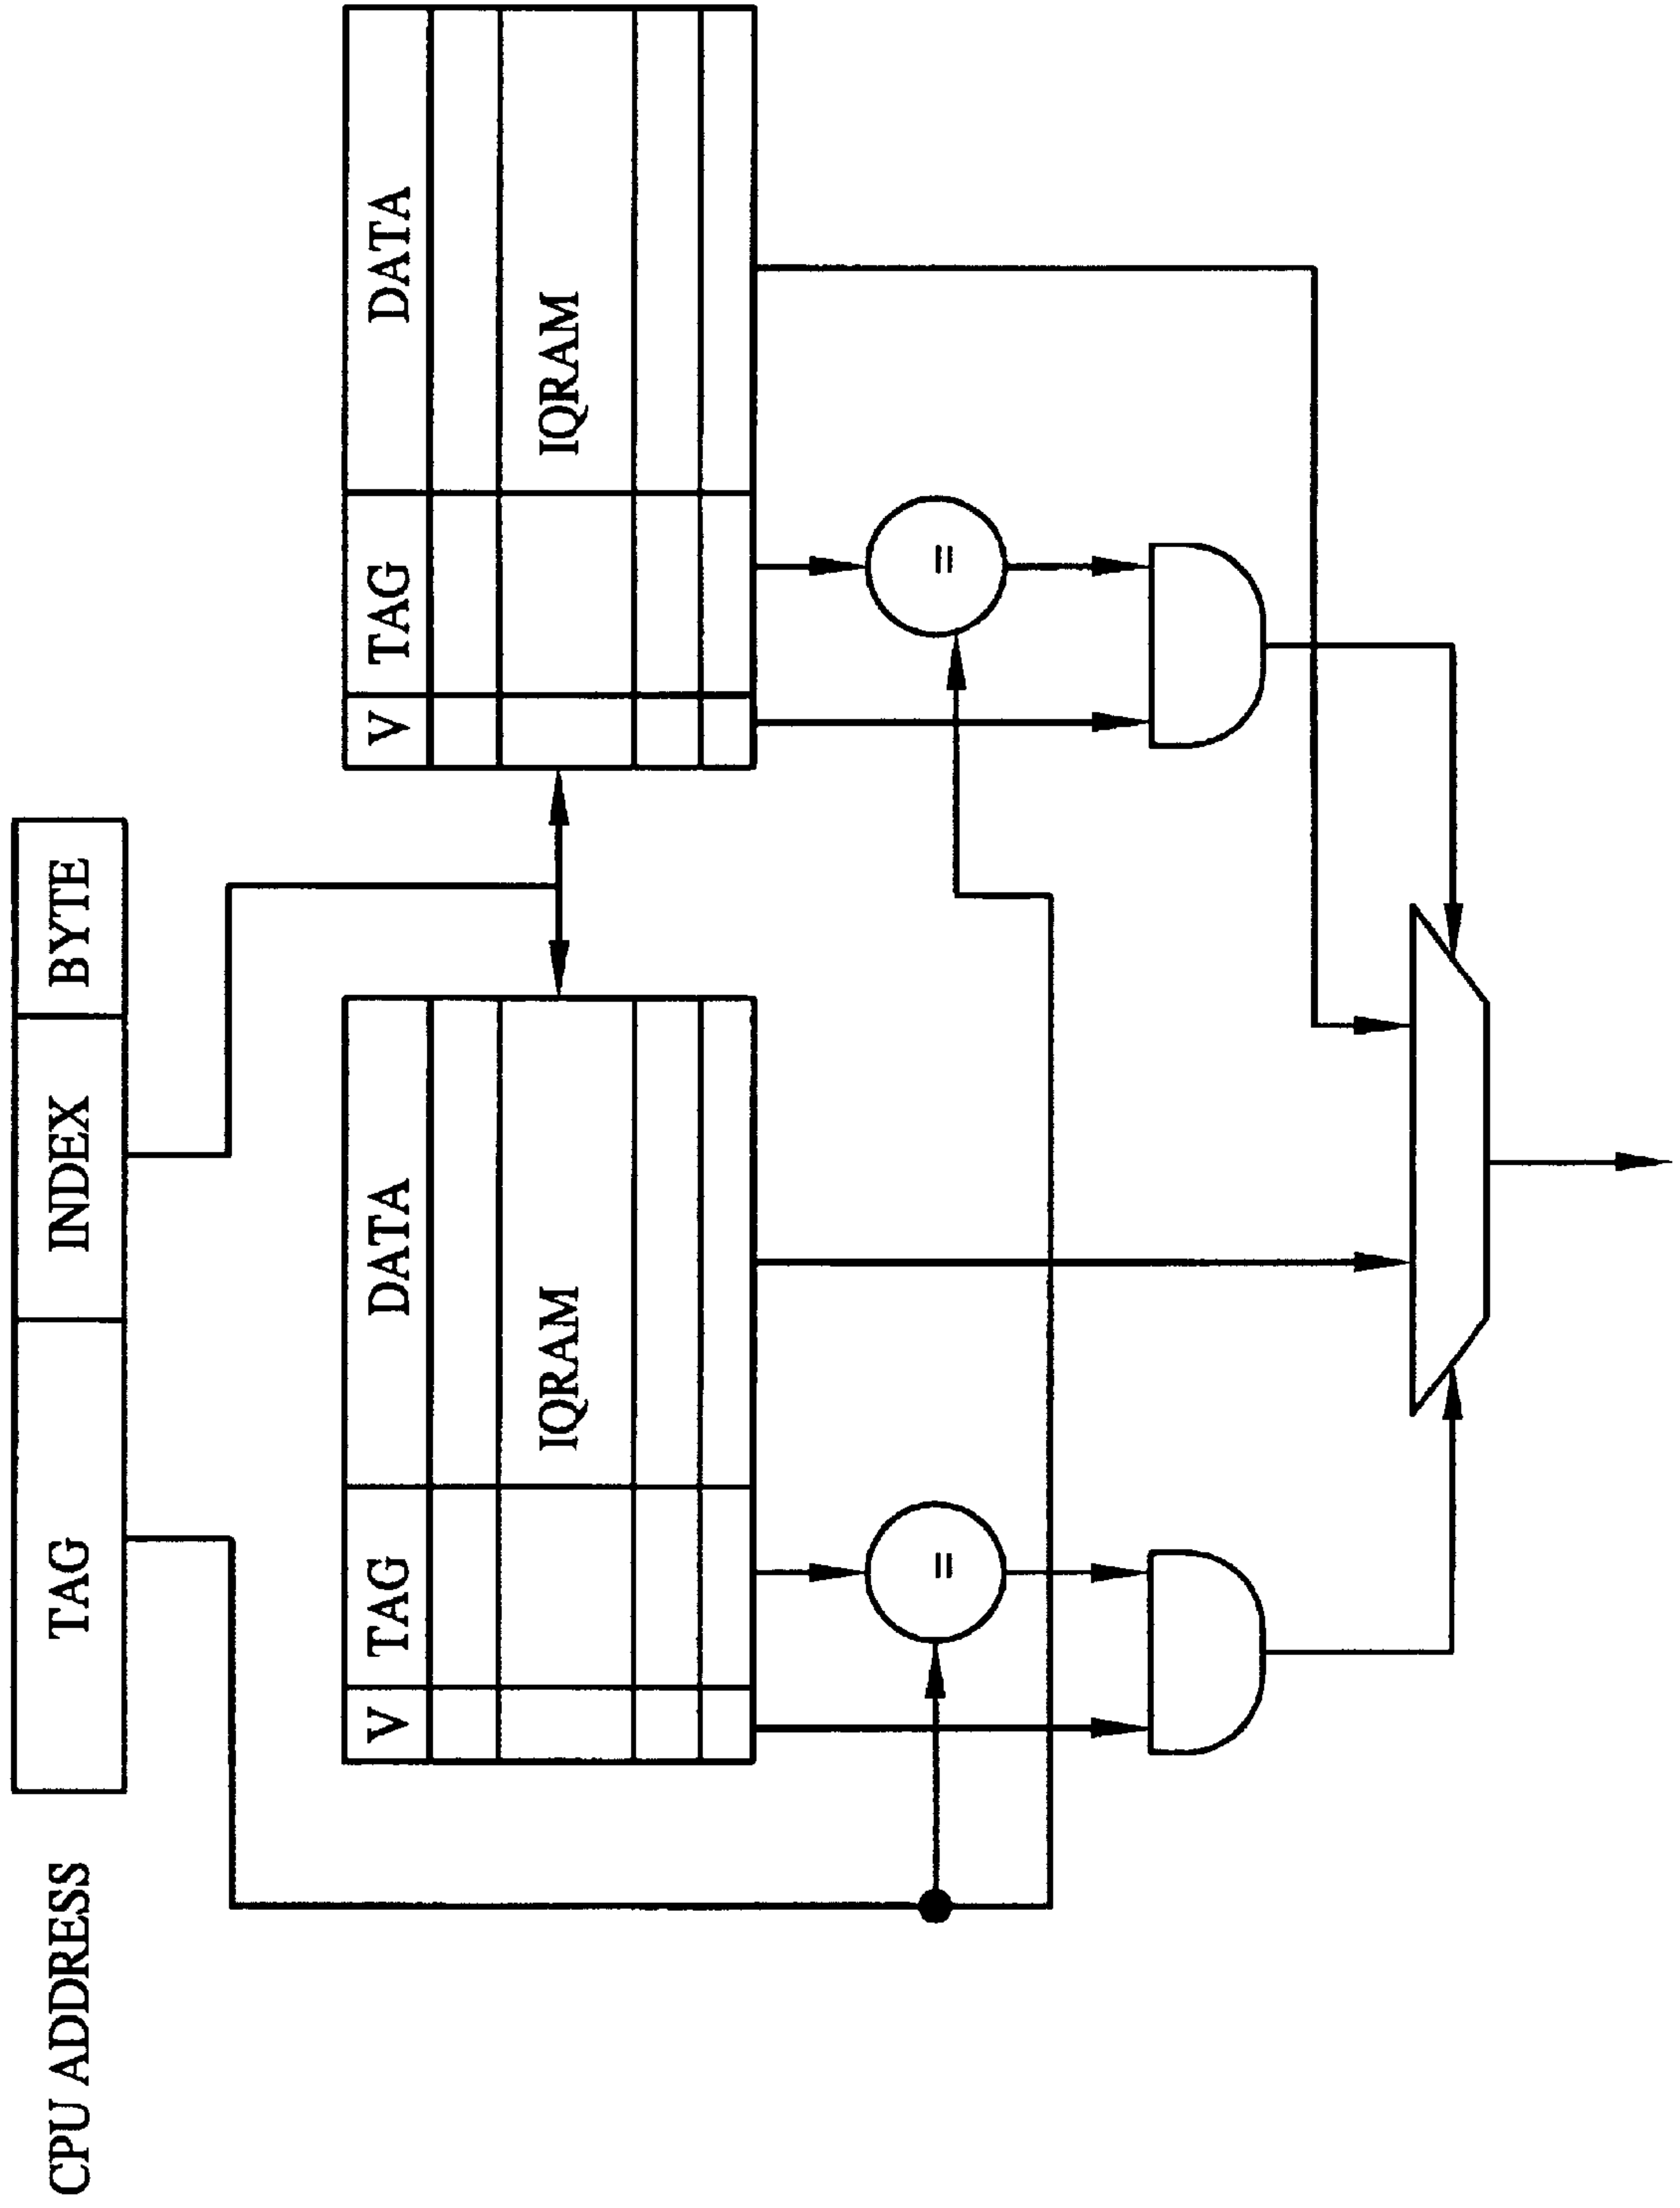 CPU ADDRESS
TAG INDEX BYTE
V TAG DATA
IQRAM
=
V TAG DATA
IQRAM
=